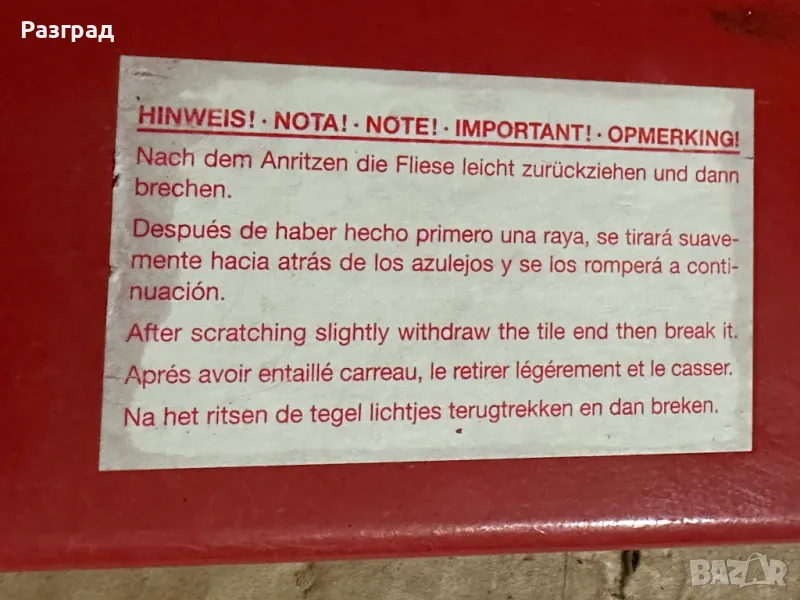 Разград
HINWEIS! · NOTA! · NOTE! · IMPORTANT! · OPMERKING!
Nach dem Anritzen die Fliese leicht zurückziehen und dann
brechen.
Después de haber hecho primero una raya, se tirará suave-
mente hacia atrás de los azulejos y se los romperá a conti-
nuación.
After scratching slightly withdraw the tile end then break it.
Aprés avoir entaillé carreau, le retirer légérement et le casser.
Na het ritsen de tegel lichtjes terugtrekken en dan breken.
BAZAR